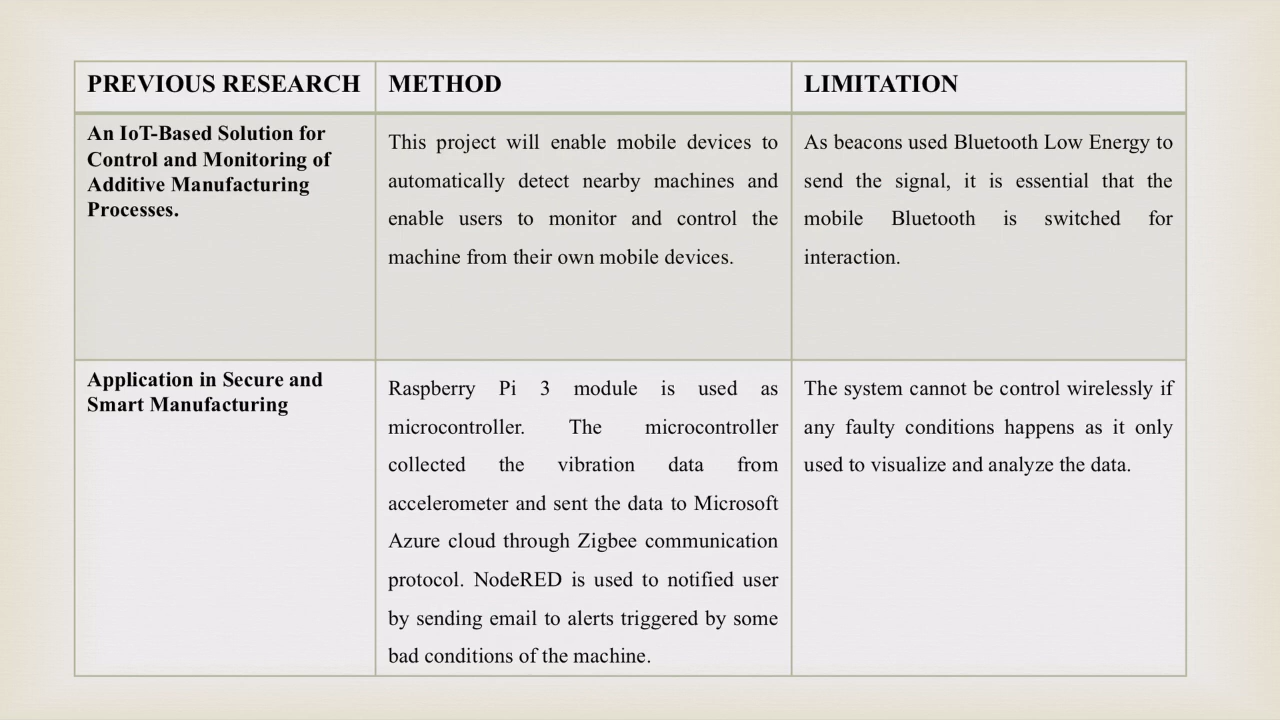 PREVIOUS RESEARCH
METHOD
LIMITATION
An IoT-Based Solution for
Control and Monitoring of
Additive Manufacturing
Processes.
This project will enable mobile devices to
automatically detect nearby machines and
enable users to monitor and control the
machine from their own mobile devices.
As beacons used Bluetooth Low Energy to
send the signal, it is essential that the
mobile Bluetooth is switched for
interaction.
Application in Secure and
Smart Manufacturing
Raspberry Pi 3 module is used as
microcontroller. The microcontroller
collected the vibration data from
accelerometer and sent the data to Microsoft
Azure cloud through Zigbee communication
protocol. NodeRED is used to notified user
by sending email to alerts triggered by some
bad conditions of the machine.
The system cannot be control wirelessly if
any faulty conditions happens as it only
used to visualize and analyze the data.